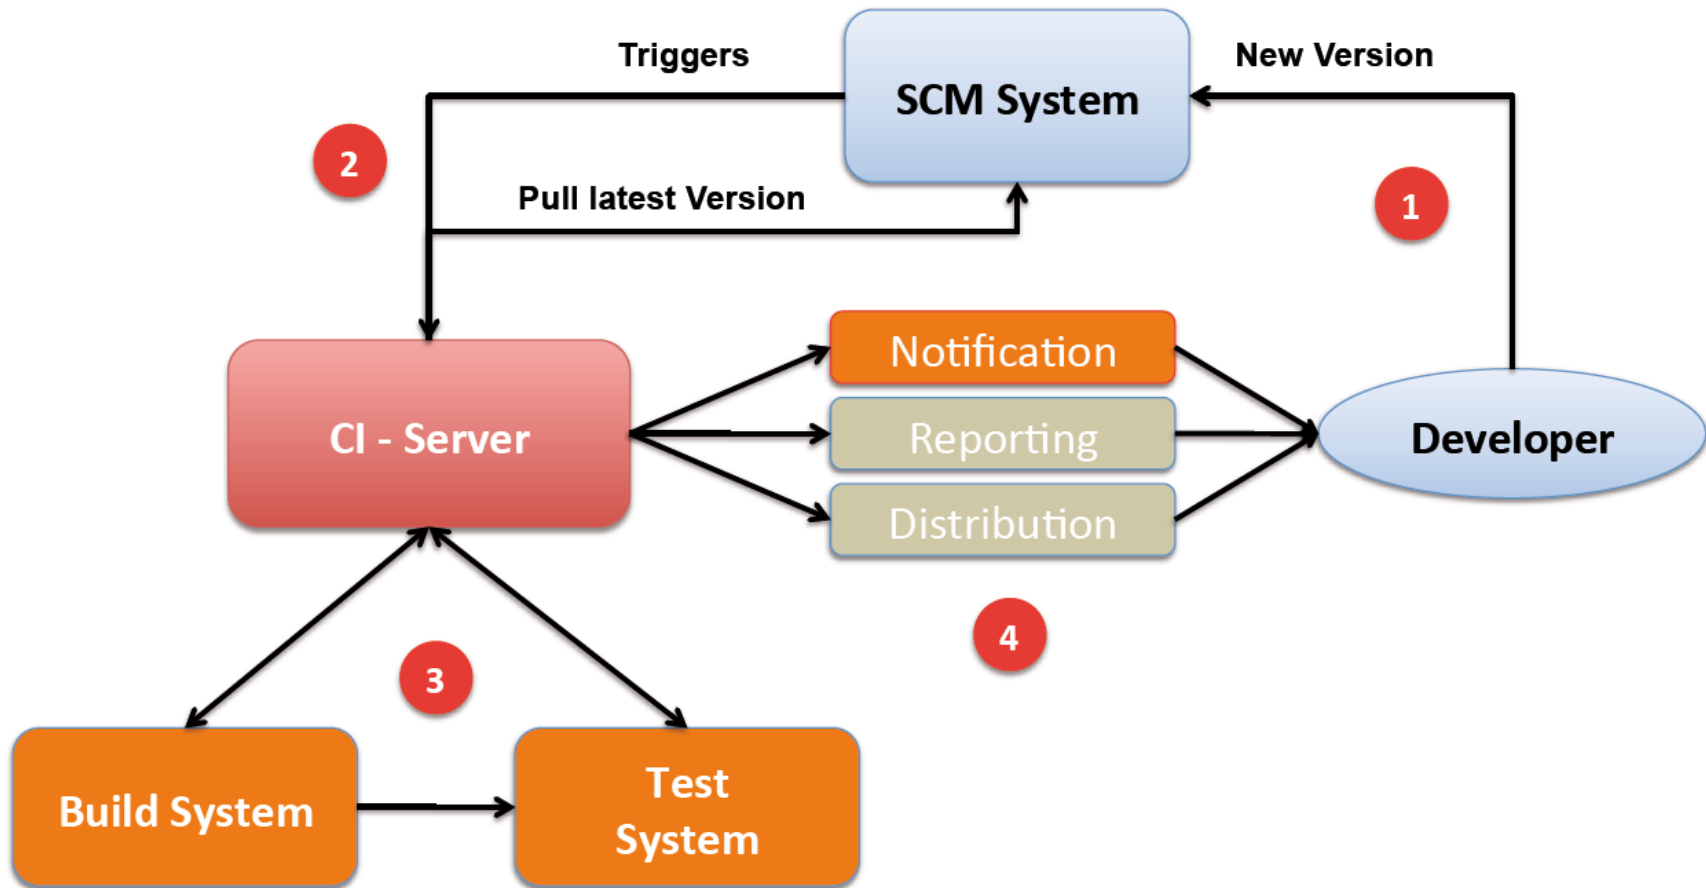 Triggers
SCM System
New Version
2
Pull latest Version
1
Notification
CI - Server
Reporting
Developer
Distribution
4
3
Build System
Test
System